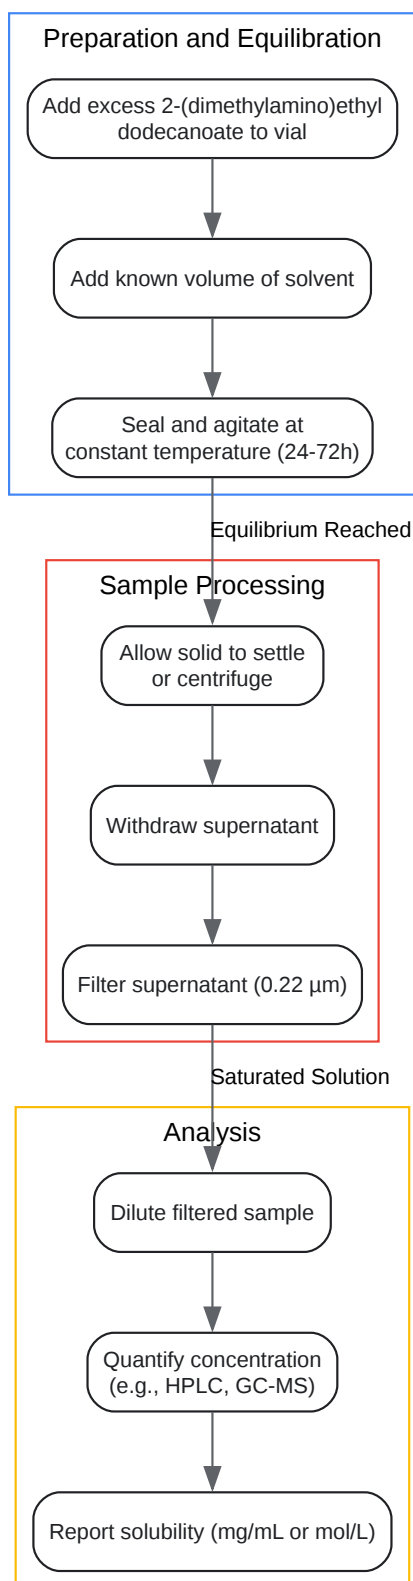 Preparation and Equilibration
Add excess 2-(dimethylamino)ethyl
dodecanoate to vial
Add known volume of solvent
Seal and agitate at
constant temperature (24-72h)
Equilibrium Reached
Sample Processing
Allow solid to settle
or centrifuge
Withdraw supernatant
Filter supernatant (0.22 µm)
Saturated Solution
Analysis
Dilute filtered sample
Quantify concentration
(e.g., HPLC, GC-MS)
Report solubility (mg/mL or mol/L)